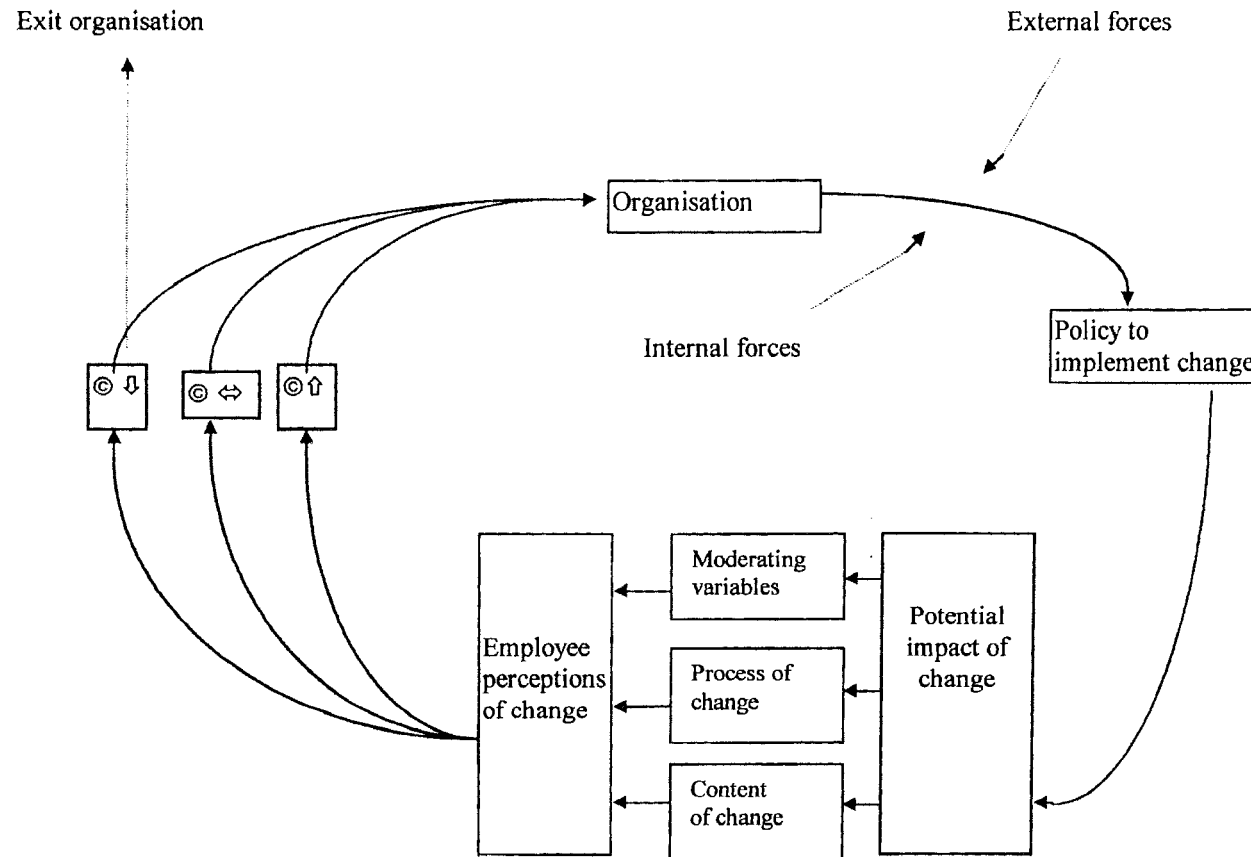 Exit organisation
External forces
Organisation
Internal forces
Policy to
implement change
© ⇩
© ⇔
© ⇧
Moderating
variables
Employee
perceptions
of change
Process of
change
Potential
impact of
change
Content
of change